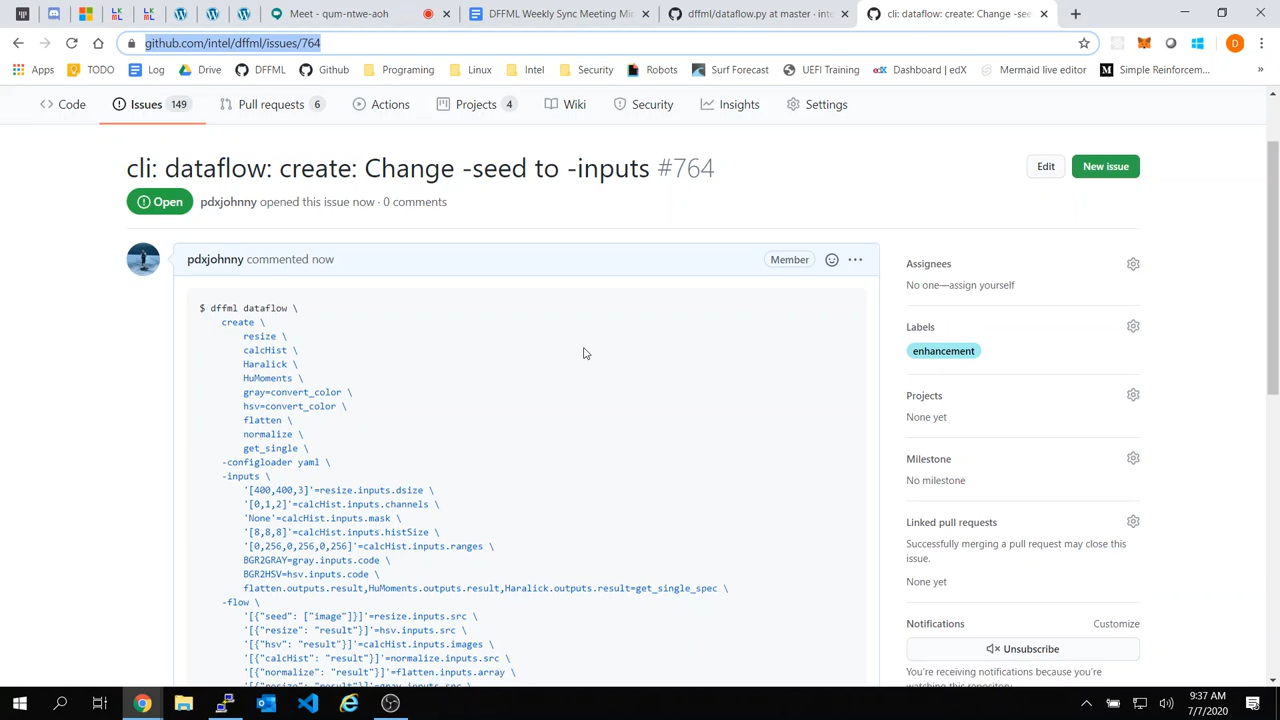 Meet - qum-ntwe-aoh
DFFML Weekly Sync Meeting Mi
dffml/dataflow.py at master · int
cli: dataflow: create: Change -see
github.com/intel/dffml/issues/764
Apps TODO Log Drive DFFML Github Programing Linux Intel Security Robots Surf Forecast UEFI Training Dashboard | edX Mermaid live editor Simple Reinforcem...
Code Issues 149 Pull requests 6 Actions Projects 4 Wiki Security Insights Settings
cli: dataflow: create: Change -seed to -inputs #764
Edit New issue
Open pdxjohnny opened this issue now · 0 comments
pdxjohnny commented now Member
$ dffml dataflow \
create \
resize \
calcHist \
Haralick \
HuMoments \
gray=convert_color \
hsv=convert_color \
flatten \
normalize \
get_single \
-configloader yaml \
-inputs \
'[400,400,3]'=resize.inputs.dsize \
'[0,1,2]'=calcHist.inputs.channels \
'None'=calcHist.inputs.mask \
'[8,8,8]'=calcHist.inputs.histSize \
'[0,256,0,256,0,256]'=calcHist.inputs.ranges \
BGR2GRAY=gray.inputs.code \
BGR2HSV=hsv.inputs.code \
flatten.outputs.result,HuMoments.outputs.result,Haralick.outputs.result=get_single_spec \
-flow \
'[{"seed": ["image"]}]'=resize.inputs.src \
'[{"resize": "result"}]'=hsv.inputs.src \
'[{"hsv": "result"}]'=calcHist.inputs.images \
'[{"calcHist": "result"}]'=normalize.inputs.src \
'[{"normalize": "result"}]'=flatten.inputs.array \
'[{"resize": "result"}]'=gray.inputs.src \
Assignees
No one—assign yourself
Labels
enhancement
Projects
None yet
Milestone
No milestone
Linked pull requests
Successfully merging a pull request may close this
issue.
None yet
Notifications Customize
Unsubscribe
You're receiving notifications because you're
watching this repository.
9:37 AM
7/7/2020